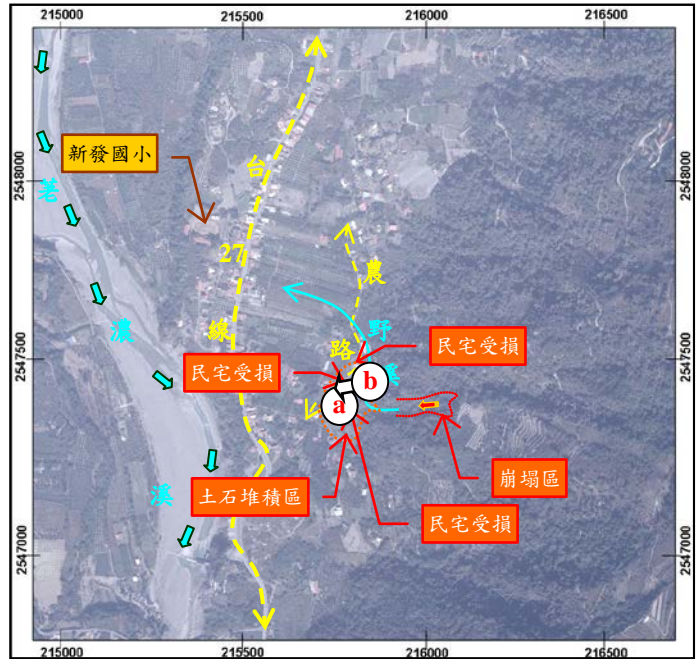 215000
215500
216000
216500
新發國小
台
27
線
農
路
野
溪
荖
濃
溪
民宅受損
民宅受損
b
a
崩塌區
土石堆積區
民宅受損
2548000
2547500
2547000
2548000
2547500
2547000
215000
215500
216000
216500